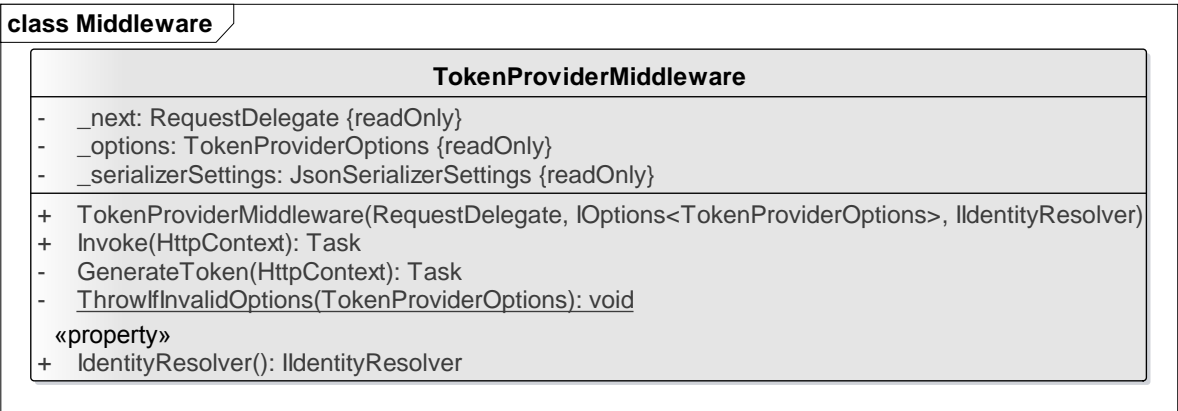 class Middleware
TokenProviderMiddleware
- _next: RequestDelegate {readOnly}
- _options: TokenProviderOptions {readOnly}
- _serializerSettings: JsonSerializerSettings {readOnly}
+ TokenProviderMiddleware(RequestDelegate, IOptions<TokenProviderOptions>, IIdentityResolver)
+ Invoke(HttpContext): Task
- GenerateToken(HttpContext): Task
- ThrowIfInvalidOptions(TokenProviderOptions): void
«property»
+ IdentityResolver(): IIdentityResolver